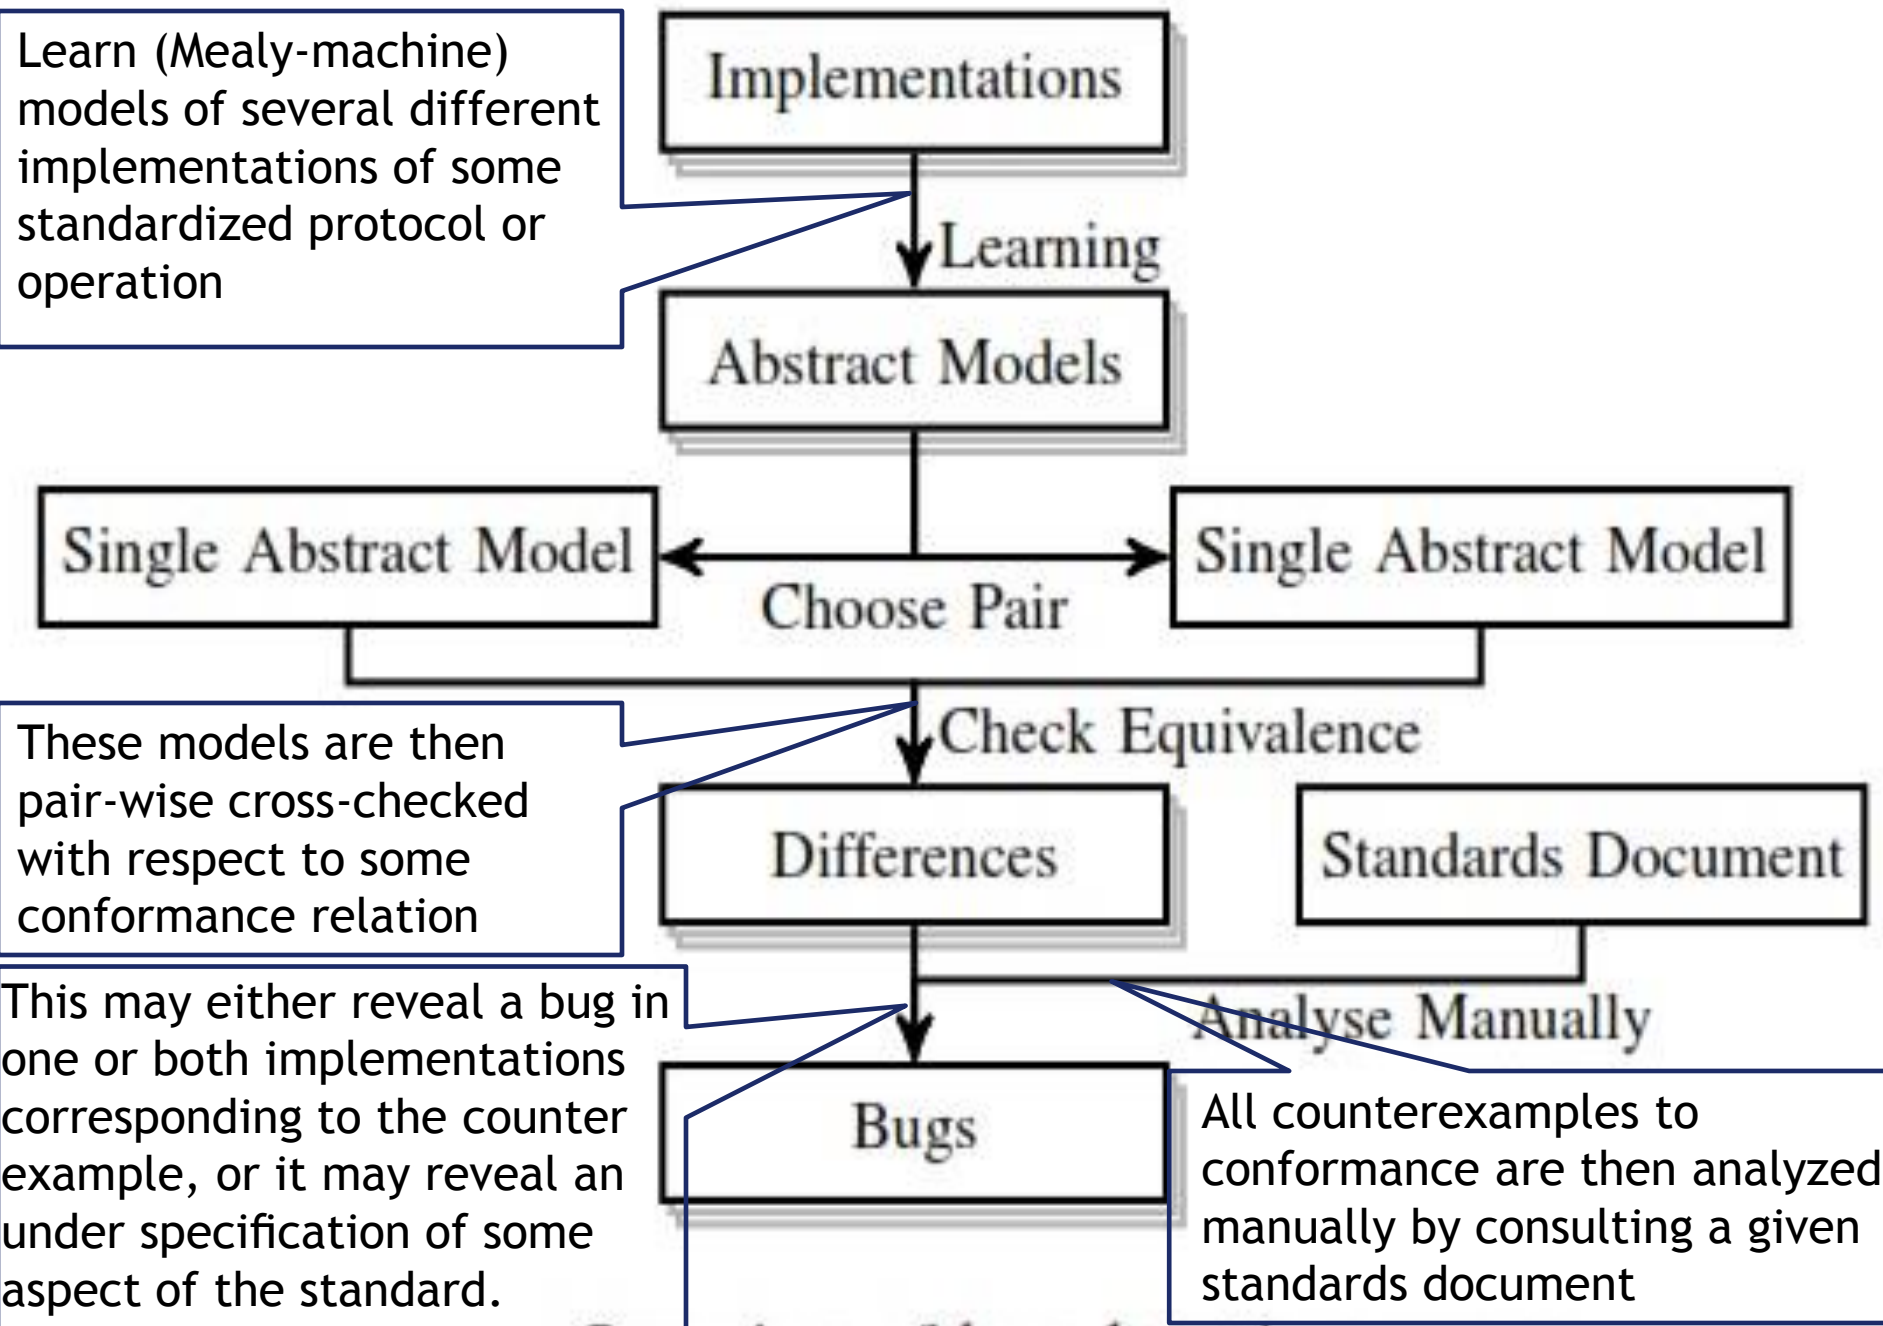 Learn (Mealy-machine)
models of several different
implementations of some
standardized protocol or
operation
Implementations
Learning
Abstract Models
Single Abstract Model
Single Abstract Model
Choose Pair
These models are then
pair-wise cross-checked
with respect to some
conformance relation
Check Equivalence
Differences
Standards Document
This may either reveal a bug in
one or both implementations
corresponding to the counter
example, or it may reveal an
under specification of some
aspect of the standard.
Analyse Manually
Bugs
All counterexamples to
conformance are then analyzed
manually by consulting a given
standards document